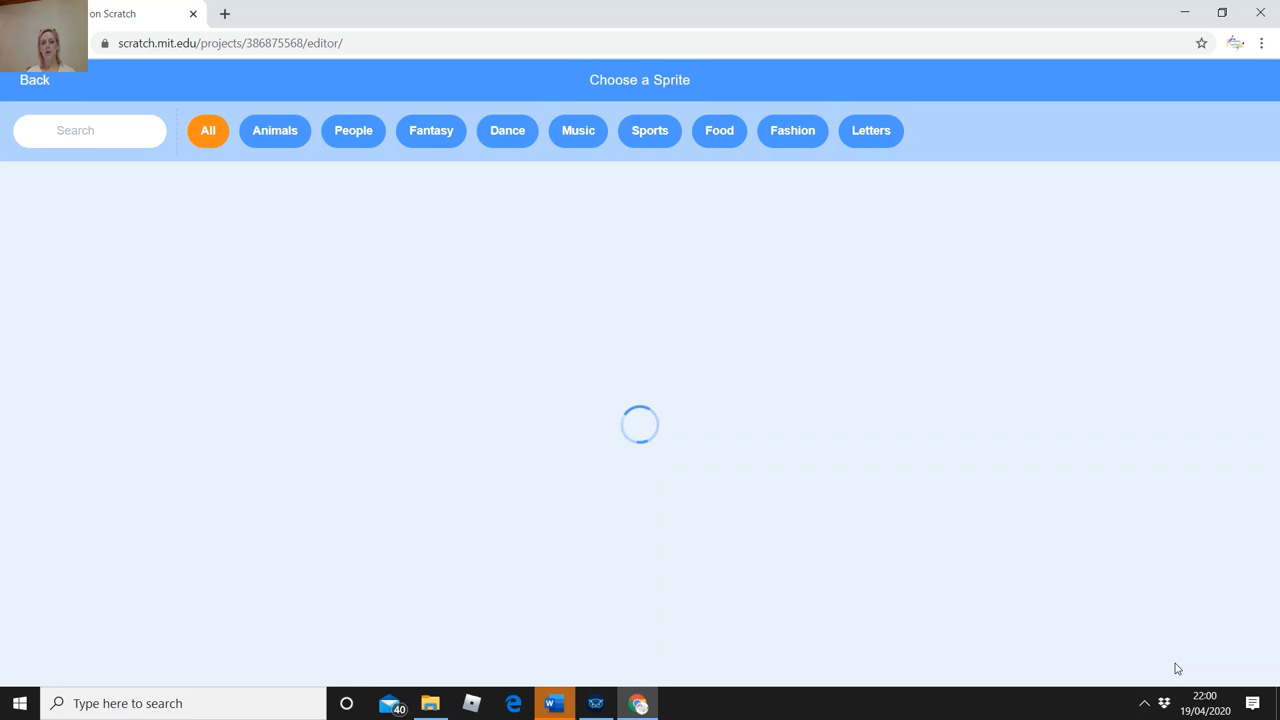 on Scratch
scratch.mit.edu/projects/386875568/editor/
Back
Choose a Sprite
Search
All
Animals
People
Fantasy
Dance
Music
Sports
Food
Fashion
Letters
40
Type here to search
22:00
19/04/2020